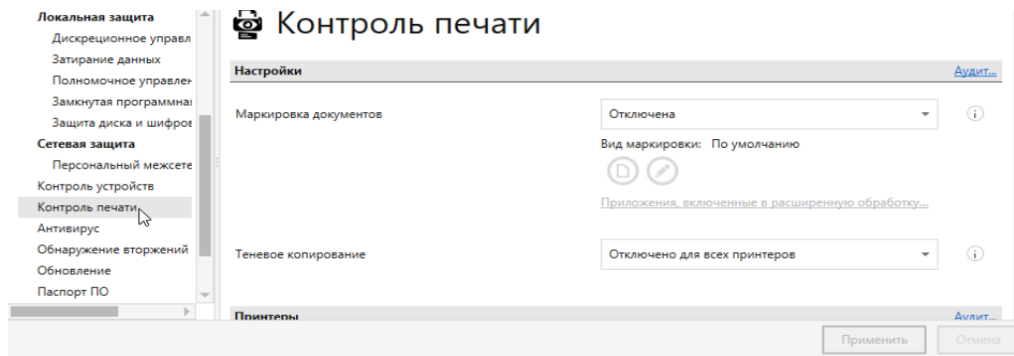 Локальная защита
Дискреционное управл
Затирание данных
Полномочное управлен
Замкнутая программная
Защита диска и шифров
Сетевая защита
Персональный межсете
Контроль устройств
Контроль печати
Антивирус
Обнаружение вторжений
Обновление
Паспорт ПО
Контроль печати
Настройки
Аудит...
Маркировка документов
Отключена
Вид маркировки: По умолчанию
Приложения, включенные в расширенную обработку...
Теневое копирование
Отключено для всех принтеров
Принтеры
Аудит...
Применить
Отмена